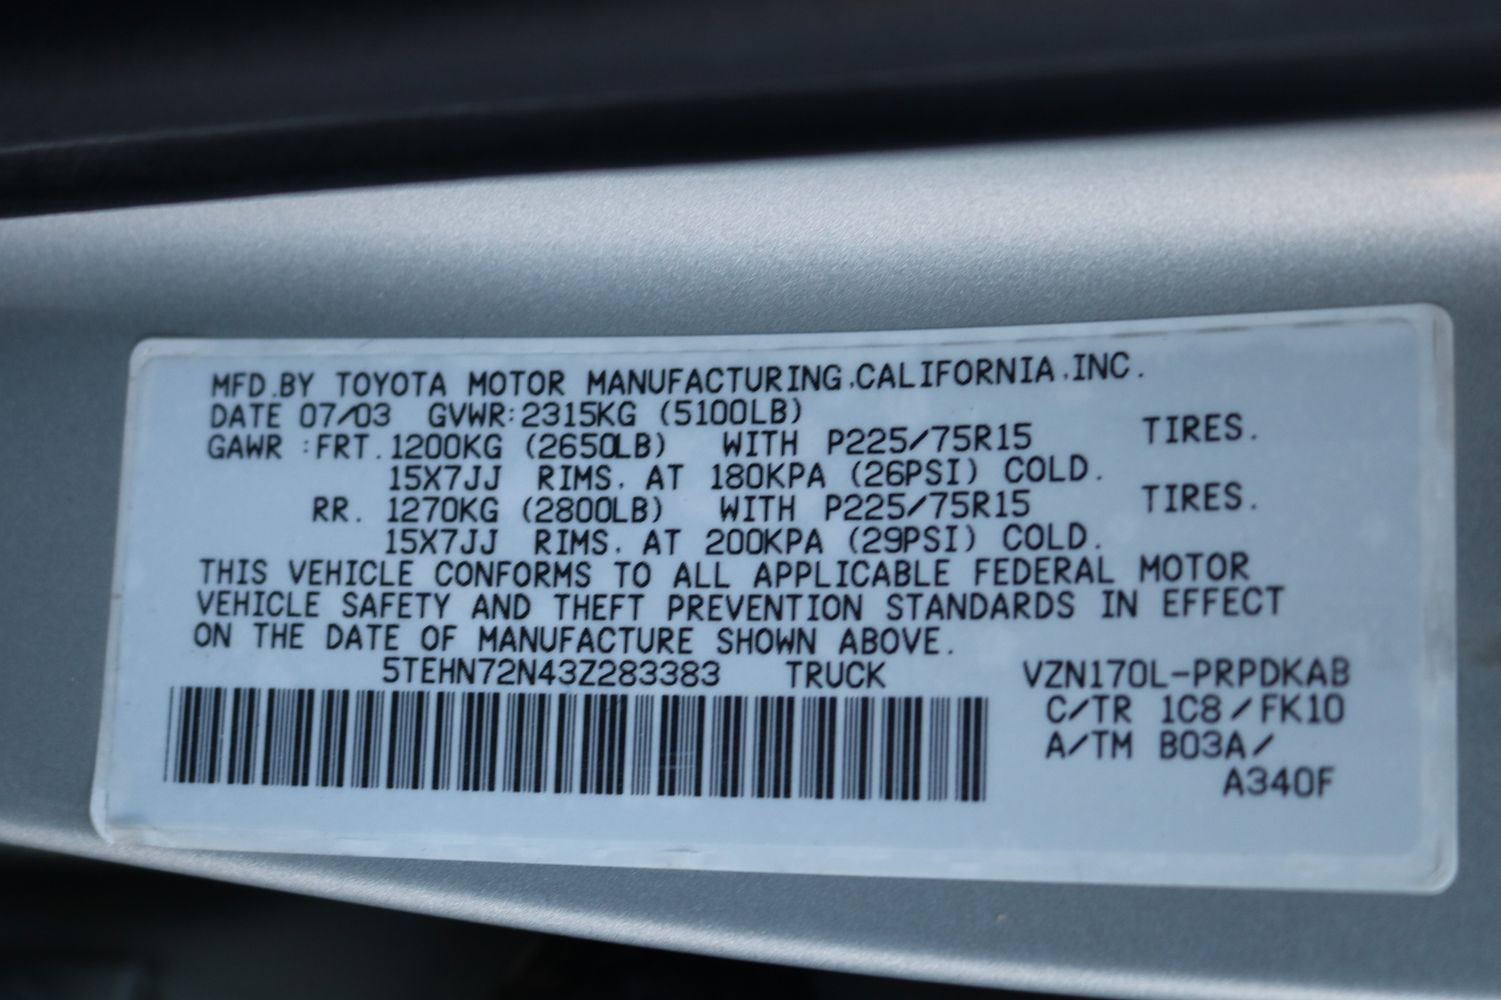 MFD.BY TOYOTA MOTOR MANUFACTURING.CALIFORNIA.INC.
DATE 07/03 GVWR:2315KG (5100LB)
GAWR :FRT. 1200KG (2650LB) WITH P225/75R15 TIRES.
15X7JJ RIMS. AT 180KPA (26PSI) COLD.
RR. 1270KG (2800LB) WITH P225/75R15 TIRES.
15X7JJ RIMS. AT 200KPA (29PSI) COLD.
THIS VEHICLE CONFORMS TO ALL APPLICABLE FEDERAL MOTOR
VEHICLE SAFETY AND THEFT PREVENTION STANDARDS IN EFFECT
ON THE DATE OF MANUFACTURE SHOWN ABOVE.
5TEHN72N43Z283383 TRUCK VZN170L-PRPDKAB
C/TR 1C8/FK10
A/TM B03A/
A340F